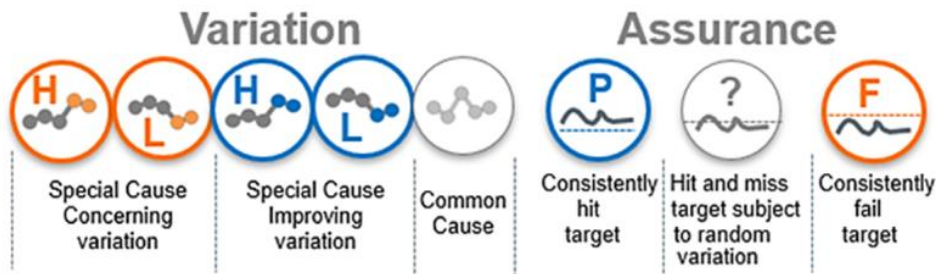 Variation
Assurance
H
L
H
L
P
?
F
Special Cause
Concerning
variation
Special Cause
Improving
variation
Common
Cause
Consistently
hit
target
Hit and miss
target subject
to random
variation
Consistently
fail
target